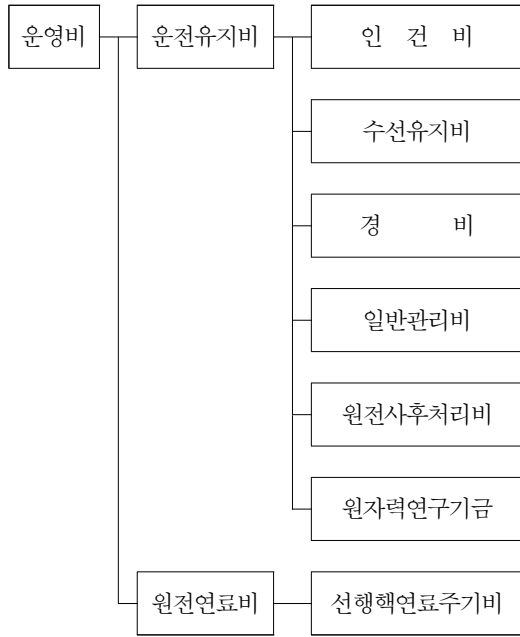 운영비 운전유지비 인 건 비
수선유지비
경 비
일반관리비
원전사후처리비
원자력연구기금
원전연료비 선행핵연료주기비